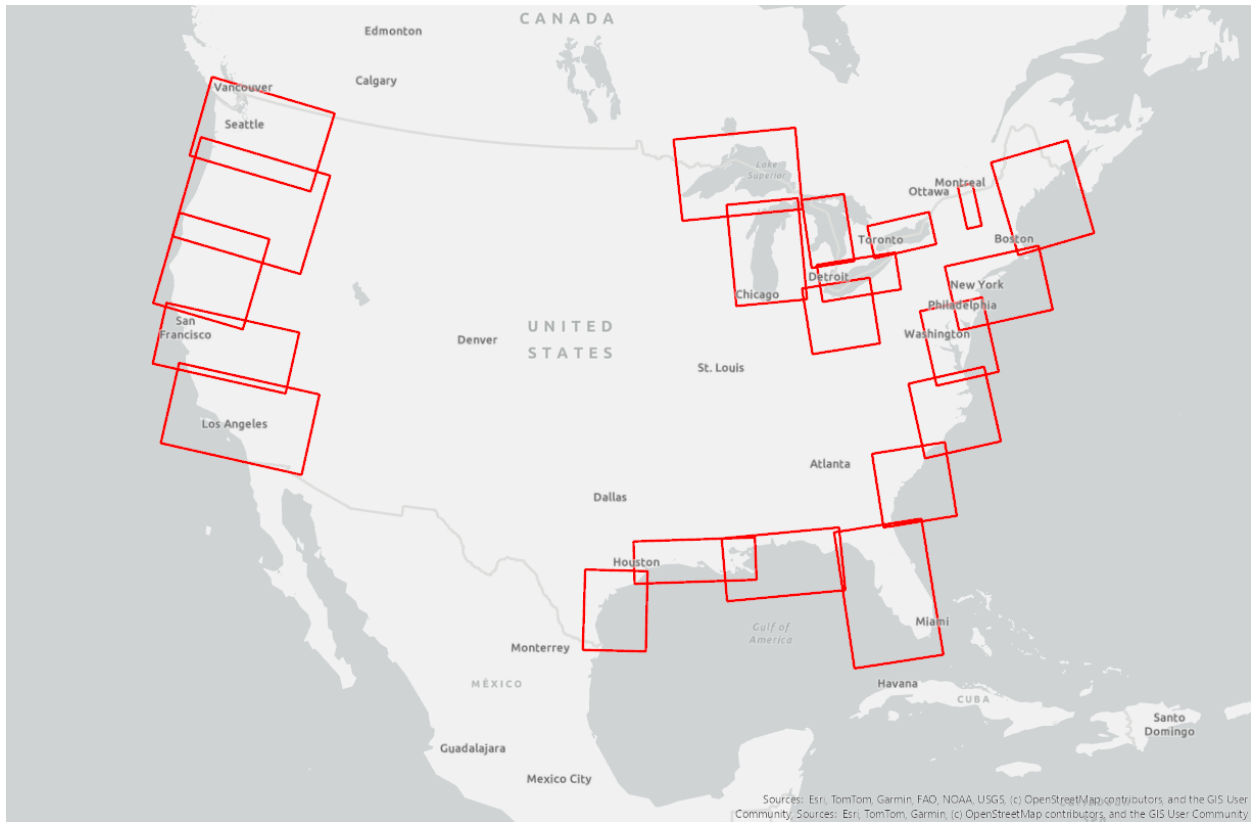 CANADA
Edmonton
Calgary
Vancouver
Seattle
Lake
Superior
Montreal
Ottawa
Toronto
Boston
Detroit
Chicago
New York
Philadelphia
Washington
San
Francisco
UNITED
STATES
Denver
St. Louis
Los Angeles
Atlanta
Dallas
Houston
Gulf of
America
Miami
Monterrey
MÉXICO
Havana
CUBA
Santo
Domingo
Guadalajara
Mexico City
Sources: Esri, TomTom, Garmin, FAO, NOAA, USGS, (c) OpenStreetMap contributors, and the GIS User
Community, Sources: Esri, TomTom, Garmin, (c) OpenStreetMap contributors, and the GIS User Community